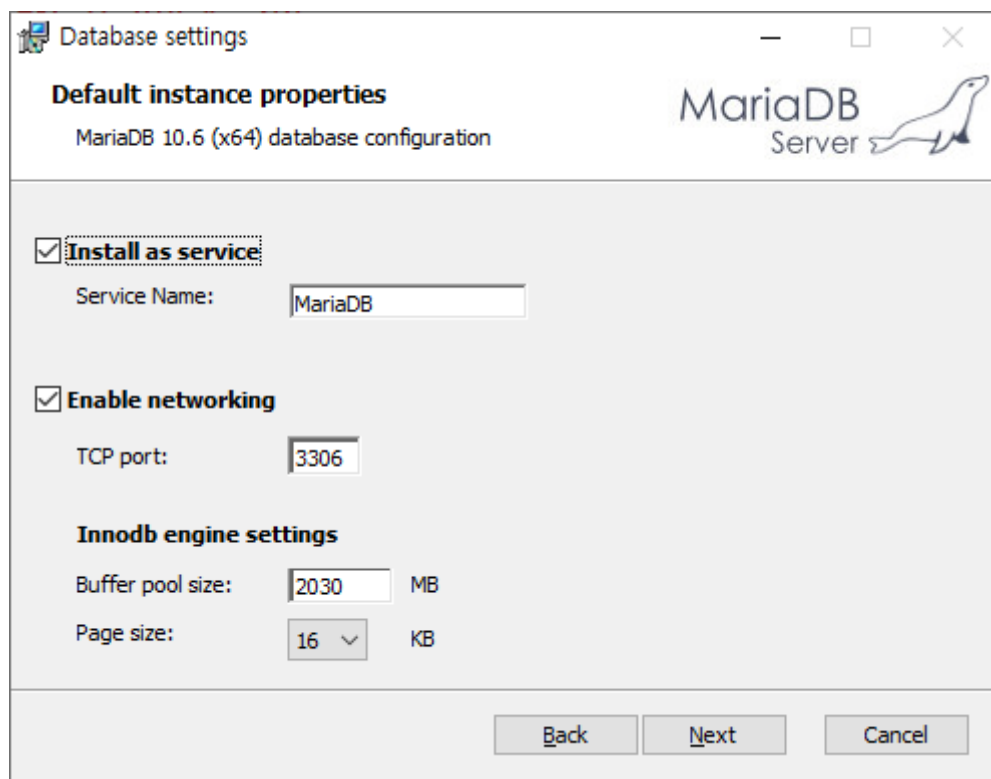 Database settings
Default instance properties
MariaDB 10.6 (x64) database configuration
MariaDB
Server
Install as service
Service Name: MariaDB
Enable networking
TCP port: 3306
Innodb engine settings
Buffer pool size: 2030 MB
Page size: 16 KB
Back Next Cancel